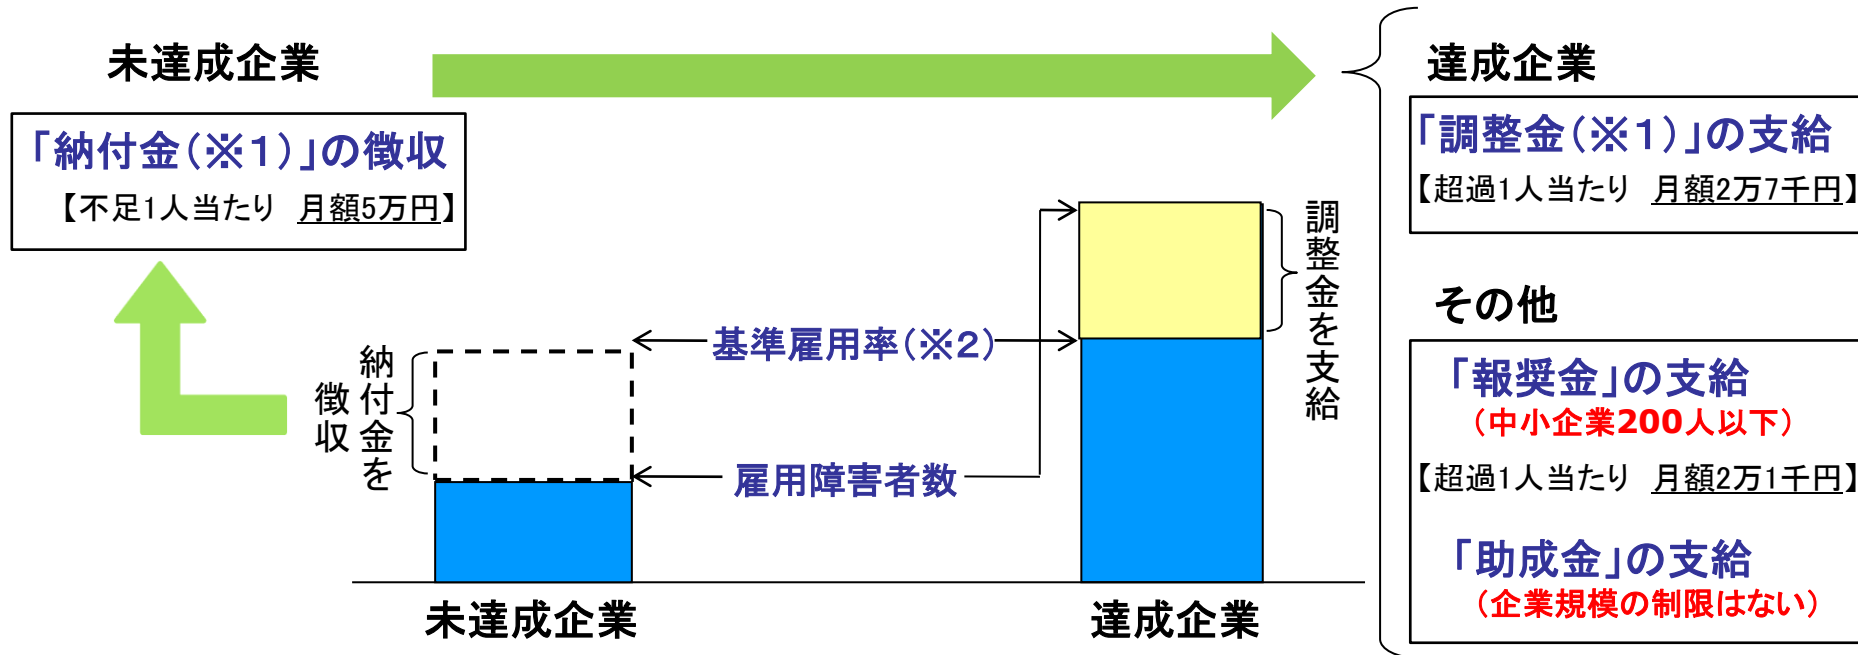 未達成企業
「納付金(※1)」の徴収
【不足1人当たり 月額5万円】
納付金を
徴収
基準雇用率(※2)
雇用障害者数
調整金を支給
未達成企業
達成企業
達成企業
「調整金(※1)」の支給
【超過1人当たり 月額2万7千円】
その他
「報奨金」の支給
(中小企業200人以下)
【超過1人当たり 月額2万1千円】
「助成金」の支給
(企業規模の制限はない)